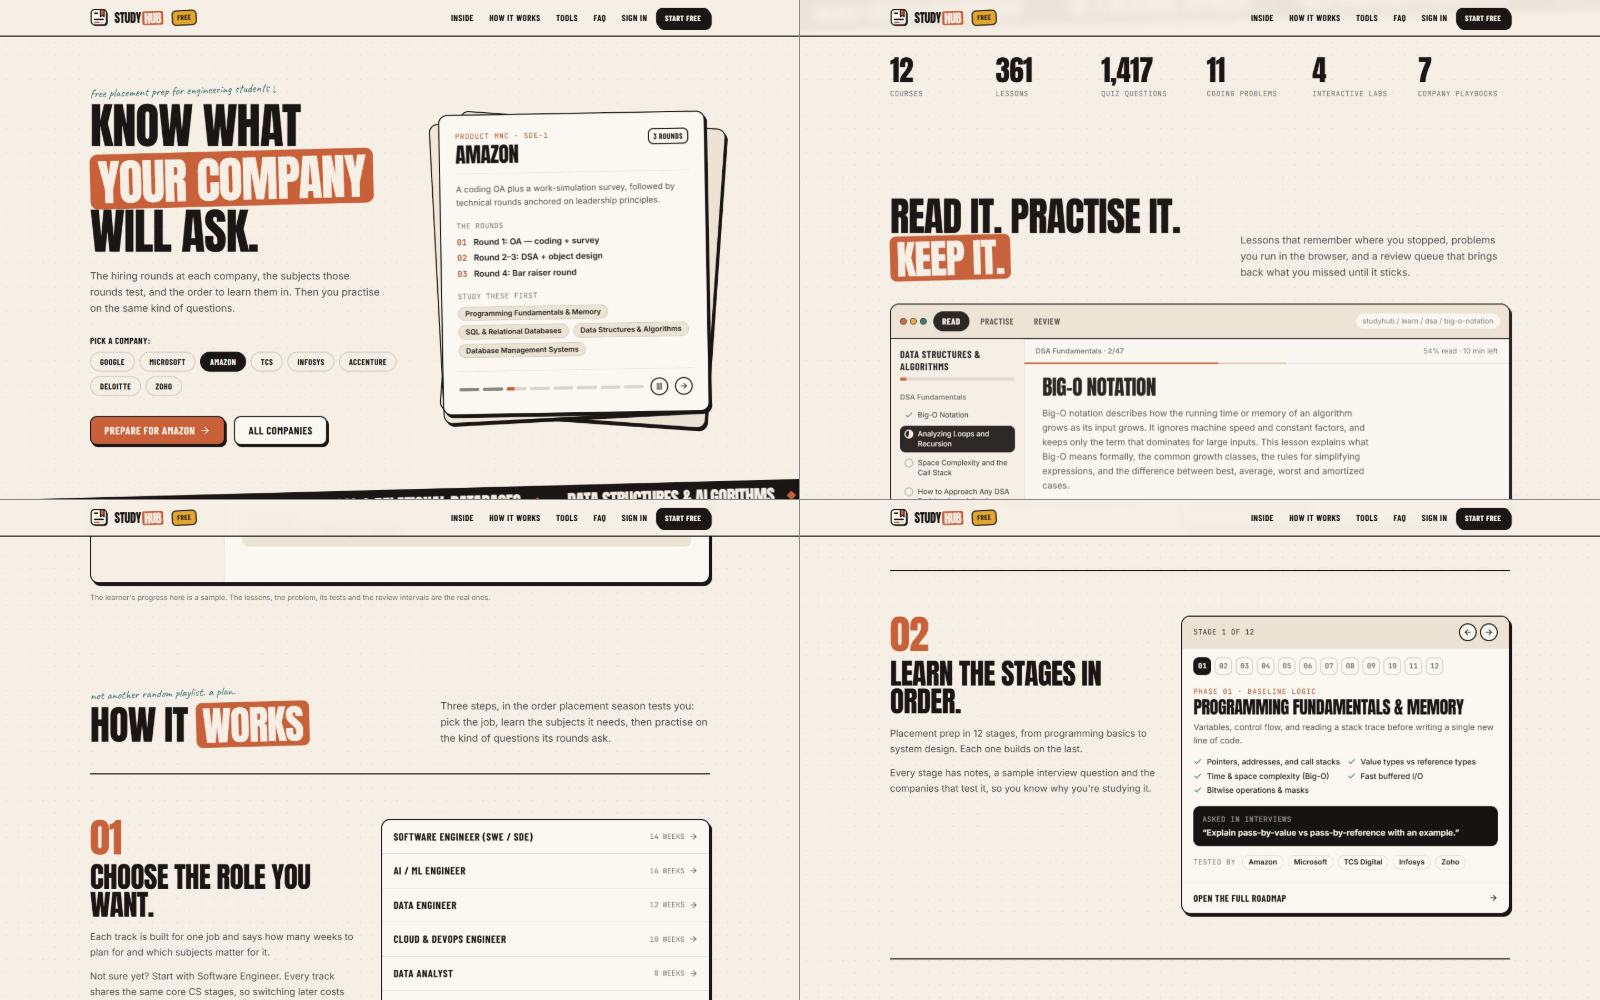 STUDY HUB FREE INSIDE HOW IT WORKS TOOLS FAQ SIGN IN START FREE
free placement prep for engineering students ↓
KNOW WHAT
YOUR COMPANY
WILL ASK.
The hiring rounds at each company, the subjects those
rounds test, and the order to learn them in. Then you practise
on the same kind of questions.
PICK A COMPANY:
GOOGLE MICROSOFT AMAZON TCS INFOSYS ACCENTURE
DELOITTE ZOHO
PREPARE FOR AMAZON → ALL COMPANIES
PRODUCT MNC · SDE-1 3 ROUNDS
AMAZON
A coding OA plus a work-simulation survey, followed by
technical rounds anchored on leadership principles.
THE ROUNDS
01 Round 1: OA — coding + survey
02 Round 2–3: DSA + object design
03 Round 4: Bar raiser round
STUDY THESE FIRST
Programming Fundamentals & Memory
SQL & Relational Databases Data Structures & Algorithms
Database Management Systems
& RELATIONAL DATABASES DATA STRUCTURES & ALGORITHMS
STUDY HUB FREE INSIDE HOW IT WORKS TOOLS FAQ SIGN IN START FREE
12 361 1,417 11 4 7
COURSES LESSONS QUIZ QUESTIONS CODING PROBLEMS INTERACTIVE LABS COMPANY PLAYBOOKS
READ IT. PRACTISE IT.
KEEP IT.
Lessons that remember where you stopped, problems
you run in the browser, and a review queue that brings
back what you missed until it sticks.
READ PRACTISE REVIEW studyhub / learn / dsa / big-o-notation
DATA STRUCTURES &
ALGORITHMS
DSA Fundamentals
Big-O Notation
Analyzing Loops and
Recursion
Space Complexity and the
Call Stack
How to Approach Any DSA
DSA Fundamentals · 2/47 54% read · 10 min left
BIG-O NOTATION
Big-O notation describes how the running time or memory of an algorithm
grows as its input grows. It ignores machine speed and constant factors, and
keeps only the term that dominates for large inputs. This lesson explains what
Big-O means formally, the common growth classes, the rules for simplifying
expressions, and the difference between best, average, worst and amortized
cases.
STUDY HUB FREE INSIDE HOW IT WORKS TOOLS FAQ SIGN IN START FREE
The learner's progress here is a sample. The lessons, the problem, its tests and the review intervals are the real ones.
not another random playlist. a plan.
HOW IT WORKS
Three steps, in the order placement season tests you:
pick the job, learn the subjects it needs, then practise on
the kind of questions its rounds ask.
01
CHOOSE THE ROLE YOU
WANT.
Each track is built for one job and says how many weeks to
plan for and which subjects matter for it.
Not sure yet? Start with Software Engineer. Every track
shares the same core CS stages, so switching later costs
SOFTWARE ENGINEER (SWE / SDE) 14 WEEKS →
AI / ML ENGINEER 16 WEEKS →
DATA ENGINEER 12 WEEKS →
CLOUD & DEVOPS ENGINEER 10 WEEKS →
DATA ANALYST 8 WEEKS →
STUDY HUB FREE INSIDE HOW IT WORKS TOOLS FAQ SIGN IN START FREE
02
LEARN THE STAGES IN
ORDER.
Placement prep in 12 stages, from programming basics to
system design. Each one builds on the last.
Every stage has notes, a sample interview question and the
companies that test it, so you know why you're studying it.
STAGE 1 OF 12 ← →
01 02 03 04 05 06 07 08 09 10 11 12
PHASE 01 · BASELINE LOGIC
PROGRAMMING FUNDAMENTALS & MEMORY
Variables, control flow, and reading a stack trace before writing a single new
line of code.
✓ Pointers, addresses, and call stacks ✓ Value types vs reference types
✓ Time & space complexity (Big-O) ✓ Fast buffered I/O
✓ Bitwise operations & masks
ASKED IN INTERVIEWS
"Explain pass-by-value vs pass-by-reference with an example."
TESTED BY Amazon Microsoft TCS Digital Infosys Zoho
OPEN THE FULL ROADMAP →